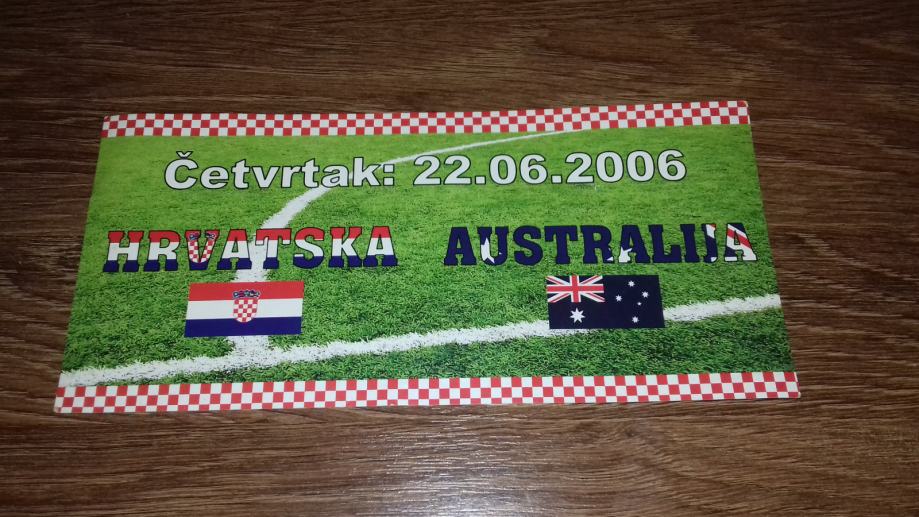 Četvrtak: 22.06.2006
HRVATSKA AUSTRALIJA